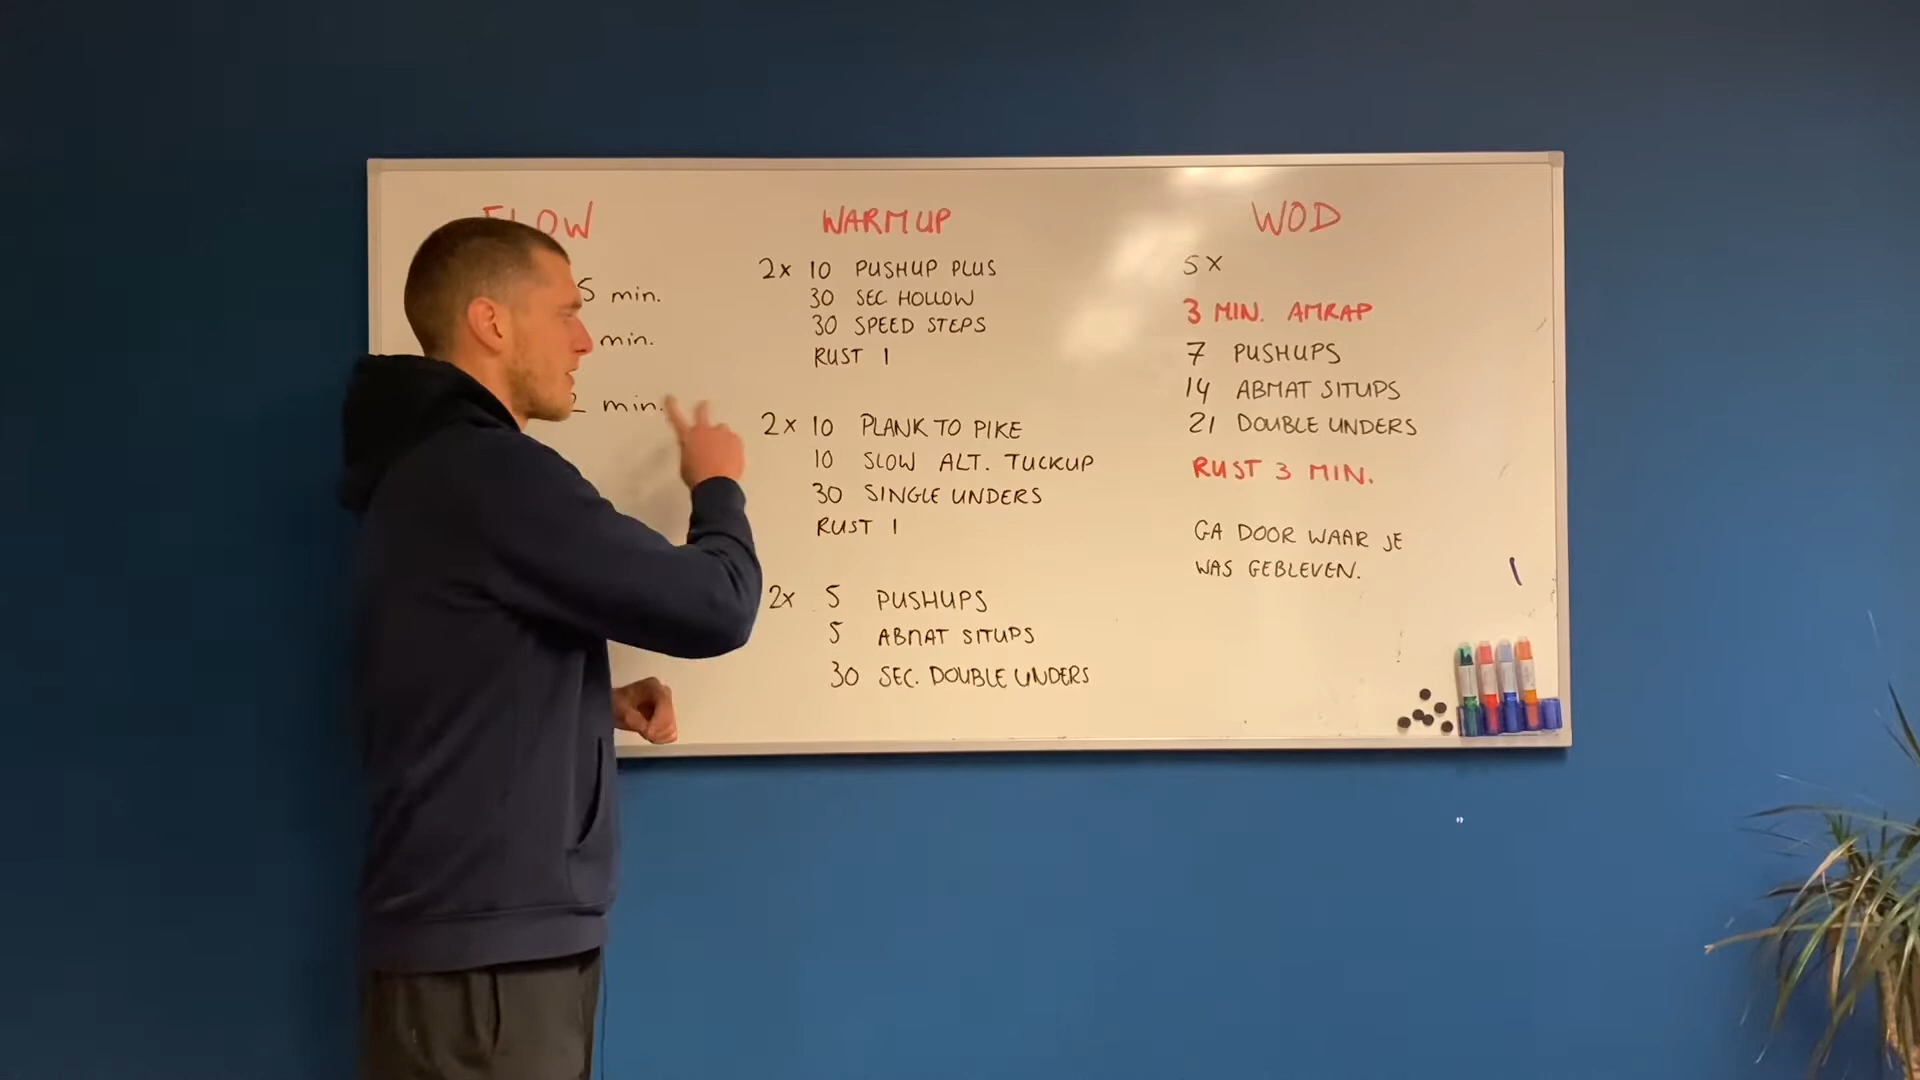 FLOW
5 min.
min.
2 min.
WARMUP
2x 10 PUSHUP PLUS
30 SEC HOLLOW
30 SPEED STEPS
RUST 1
2x 10 PLANK TO PIKE
10 SLOW ALT. TUCKUP
30 SINGLE UNDERS
RUST 1
2x 5 PUSHUPS
5 ABMAT SITUPS
30 SEC. DOUBLE UNDERS
WOD
5X
3 MIN. AMRAP
7 PUSHUPS
14 ABMAT SITUPS
21 DOUBLE UNDERS
RUST 3 MIN.
GA DOOR WAAR JE
WAS GEBLEVEN.